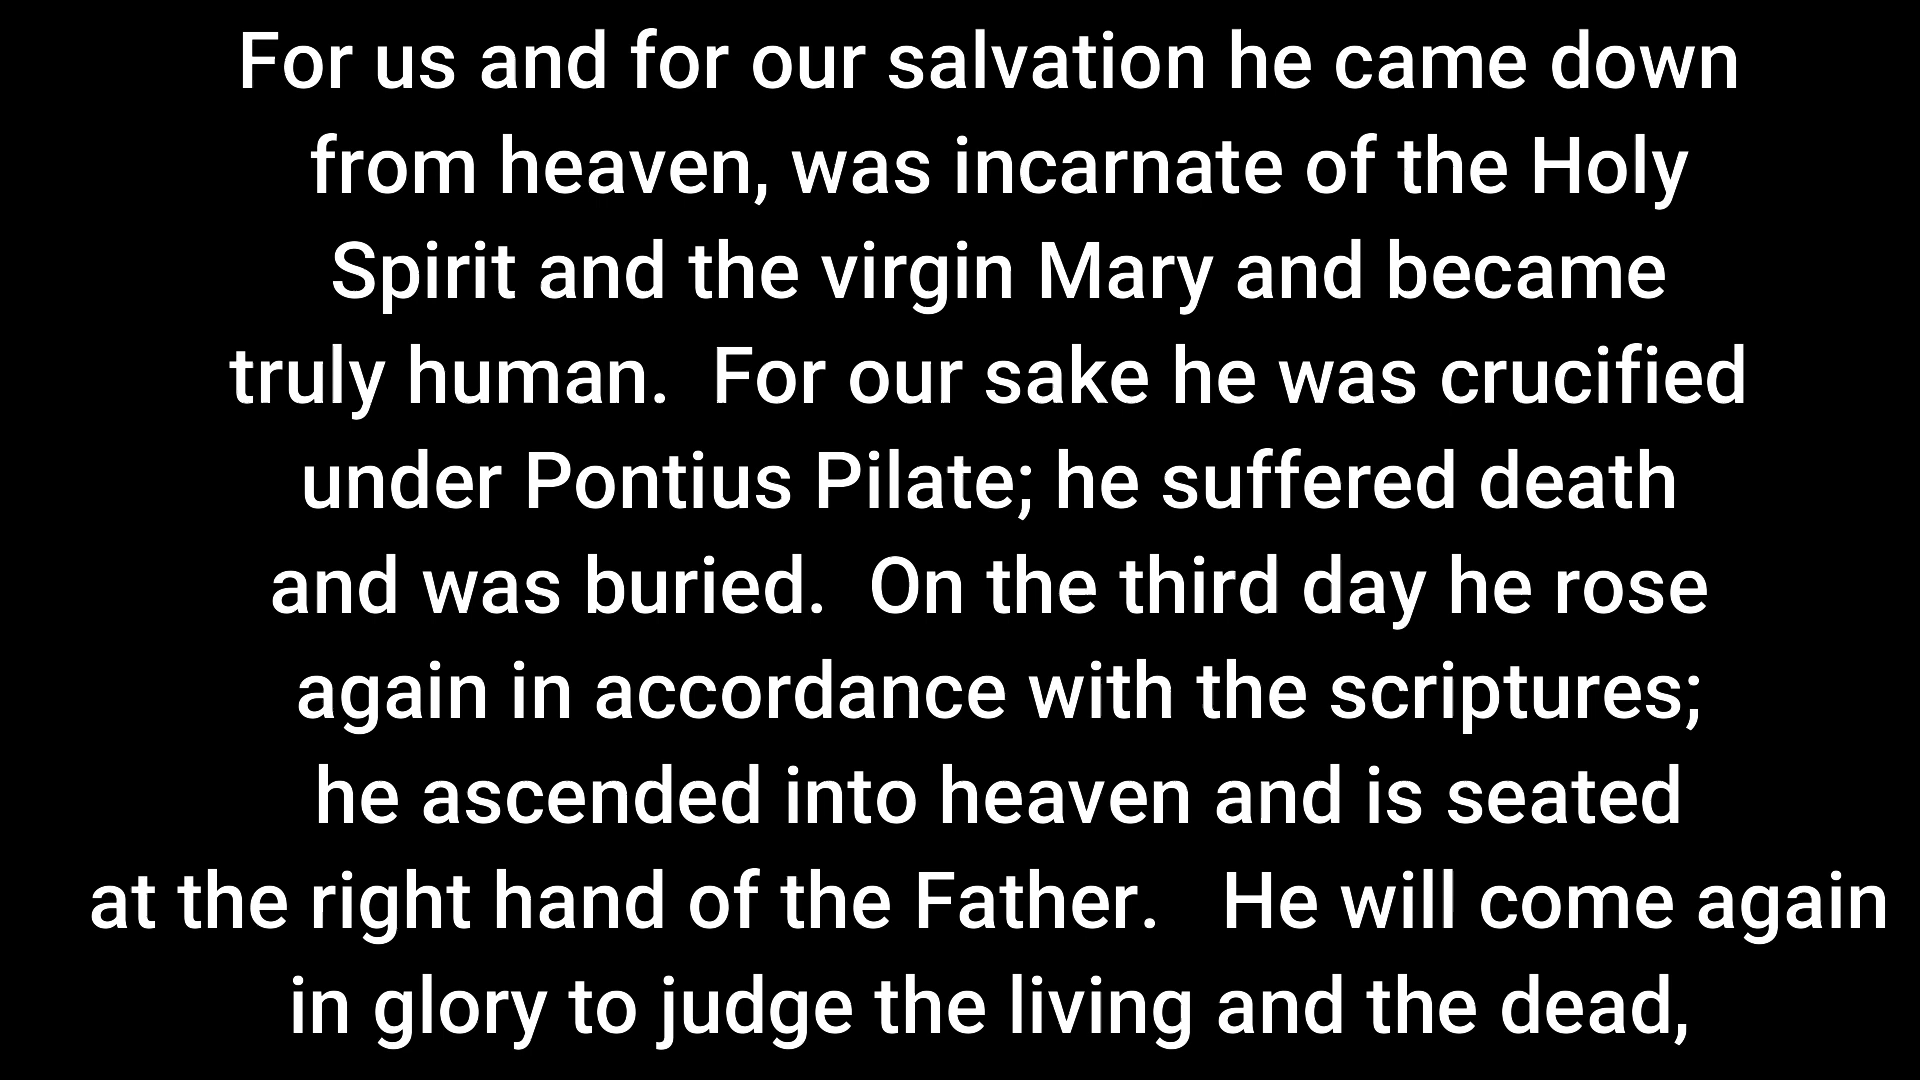 For us and for our salvation he came down
from heaven, was incarnate of the Holy
Spirit and the virgin Mary and became
truly human.  For our sake he was crucified
under Pontius Pilate; he suffered death
and was buried.  On the third day he rose
again in accordance with the scriptures;
he ascended into heaven and is seated
at the right hand of the Father.   He will come again
in glory to judge the living and the dead,